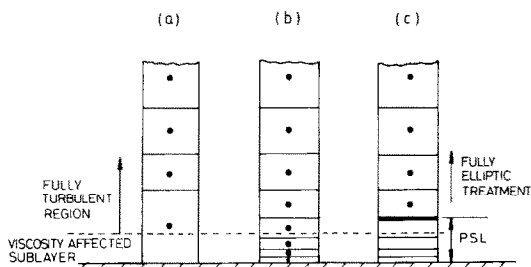 (a)
(b)
(c)
FULLY
TURBULENT
REGION
VISCOSITY AFFECTED
SUBLAYER
FULLY
ELLIPTIC
TREATMENT
PSL